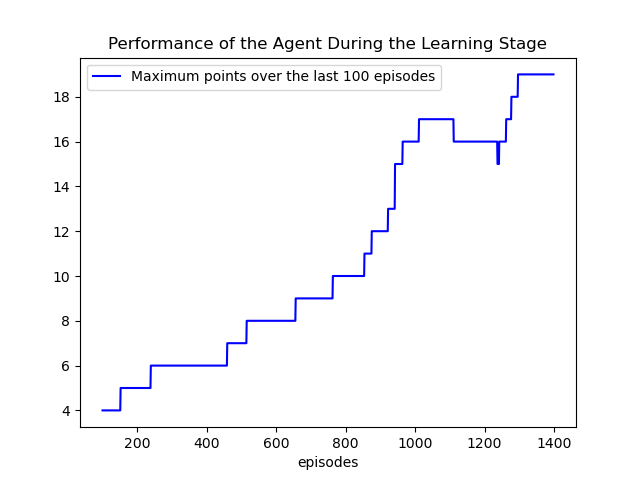 Performance of the Agent During the Learning Stage
Maximum points over the last 100 episodes
18
16
14
12
10
8
6
4
200 400 600 800 1000 1200 1400
episodes